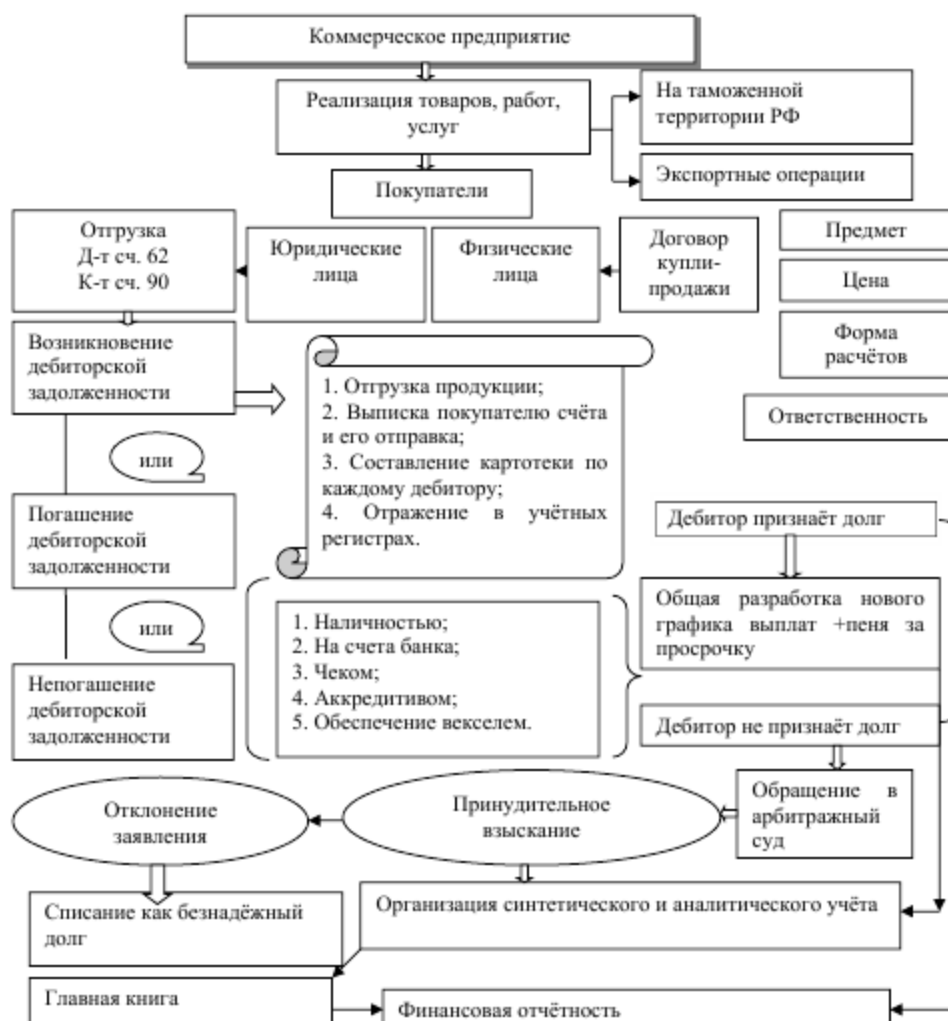 Коммерческое предприятие
Реализация товаров, работ,
услуг
На таможенной
территории РФ
Экспортные операции
Покупатели
Отгрузка
Д-т сч. 62
К-т сч. 90
Юридические
лица
Физические
лица
Договор
купли-
продажи
Предмет
Цена
Форма
расчётов
Ответственность
Возникновение
дебиторской
задолженности
1. Отгрузка продукции;
2. Выписка покупателю счёта
и его отправка;
3. Составление картотеки по
каждому дебитору;
4. Отражение в учётных
регистрах.
или
Погашение
дебиторской
задолженности
или
Непогашение
дебиторской
задолженности
1. Наличностью;
2. На счета банка;
3. Чеком;
4. Аккредитивом;
5. Обеспечение векселем.
Дебитор признаёт долг
Общая разработка нового
графика выплат +пеня за
просрочку
Дебитор не признаёт долг
Обращение в
арбитражный
суд
Принудительное
взыскание
Отклонение
заявления
Списание как безнадёжный
долг
Организация синтетического и аналитического учёта
Главная книга
Финансовая отчётность